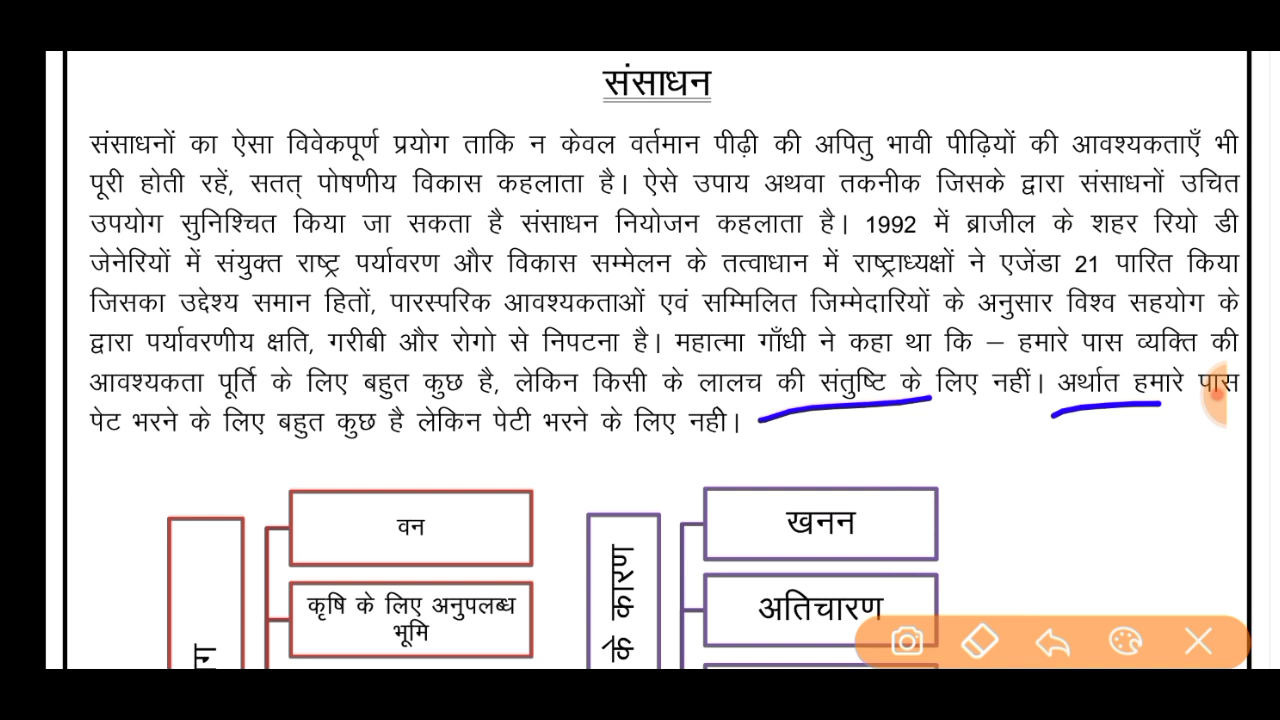 संसाधन
संसाधनों का ऐसा विवेकपूर्ण प्रयोग ताकि न केवल वर्तमान पीढ़ी की अपितु भावी पीढ़ियों की आवश्यकताएँ भी
पूरी होती रहें, सतत् पोषणीय विकास कहलाता है। ऐसे उपाय अथवा तकनीक जिसके द्वारा संसाधनों उचित
उपयोग सुनिश्चित किया जा सकता है संसाधन नियोजन कहलाता है। 1992 में ब्राजील के शहर रियो डी
जेनेरियों में संयुक्त राष्ट्र पर्यावरण और विकास सम्मेलन के तत्वाधान में राष्ट्राध्यक्षों ने एजेंडा 21 पारित किया
जिसका उद्देश्य समान हितों, पारस्परिक आवश्यकताओं एवं सम्मिलित जिम्मेदारियों के अनुसार विश्व सहयोग के
द्वारा पर्यावरणीय क्षति, गरीबी और रोगो से निपटना है। महात्मा गाँधी ने कहा था कि – हमारे पास व्यक्ति की
आवश्यकता पूर्ति के लिए बहुत कुछ है, लेकिन किसी के लालच की संतुष्टि के लिए नहीं। अर्थात हमारे पास
पेट भरने के लिए बहुत कुछ है लेकिन पेटी भरने के लिए नही।
वन
कृषि के लिए अनुपलब्ध
भूमि
के कारण
खनन
अतिचारण